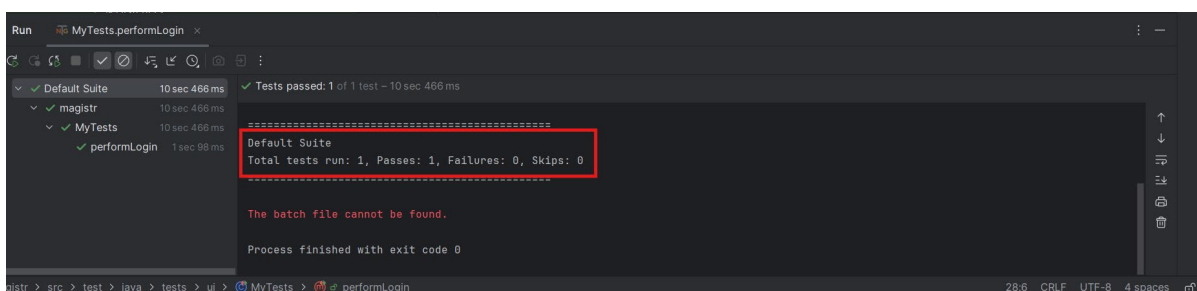 Run MyTests.performLogin
Tests passed: 1 of 1 test – 10 sec 466 ms
Default Suite 10 sec 466 ms
magistr 10 sec 466 ms
MyTests 10 sec 466 ms
performLogin 1 sec 98 ms
===============================================
Default Suite
Total tests run: 1, Passes: 1, Failures: 0, Skips: 0
===============================================
The batch file cannot be found.
Process finished with exit code 0
gistr > src > test > java > tests > ui > MyTests > performLogin 28:6 CRLF UTF-8 4 spaces